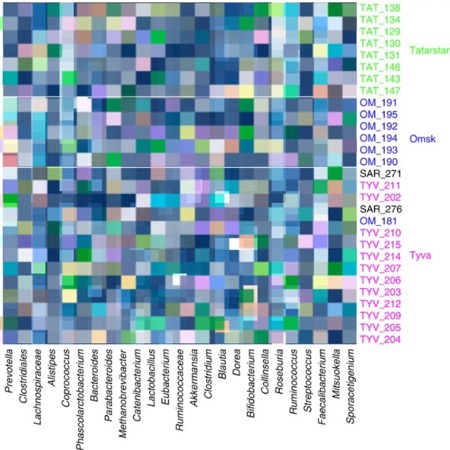 TAT_138
TAT_134
TAT_129
TAT_130
TAT_131
TAT_146
TAT_143
TAT_147
Tatarstar
OM_191
OM_195
OM_192
OM_194
OM_193
OM_190
Omsk
SAR_271
TYV_211
TYV_202
SAR_276
OM_181
TYV_210
TYV_215
TYV_214
TYV_207
TYV_206
TYV_203
TYV_212
TYV_209
TYV_205
TYV_204
Tyva
Prevotella
Clostridiales
Lachnospiraceae
Alistipes
Coprococcus
Phascolarctobacterium
Bacteroides
Parabacteroides
Methanobrevibacter
Catenibacterium
Lactobacillus
Eubacterium
Ruminococcaceae
Akkermansia
Clostridium
Blautia
Dorea
Bifidobacterium
Collinsella
Roseburia
Ruminococcus
Streptococcus
Faecalibacterium
Mitsuokella
Sporacetigenium